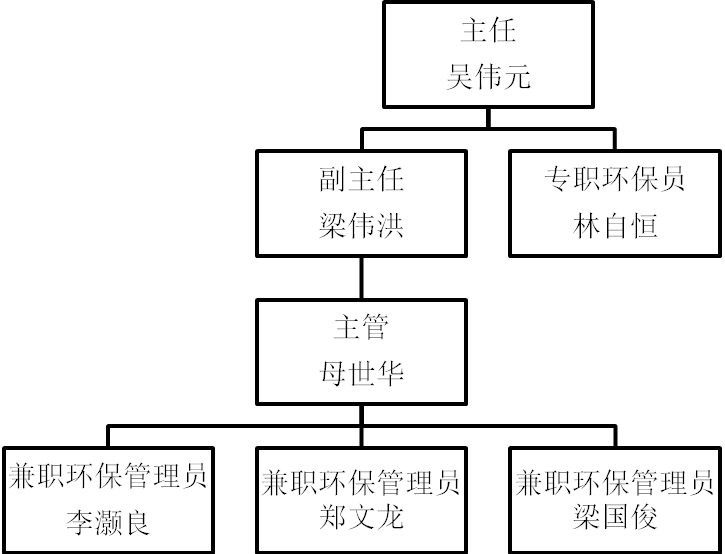 主任
吴伟元
副主任
梁伟洪
专职环保员
林自恒
主管
母世华
兼职环保管理员
李灏良
兼职环保管理员
郑文龙
兼职环保管理员
梁国俊